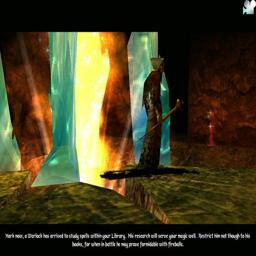 Mark now, a Warlock has arrived to study spells within your Library. His research will serve your magic well. Restrict him not though to his
books, for when in battle he may prove formidable with fireballs.